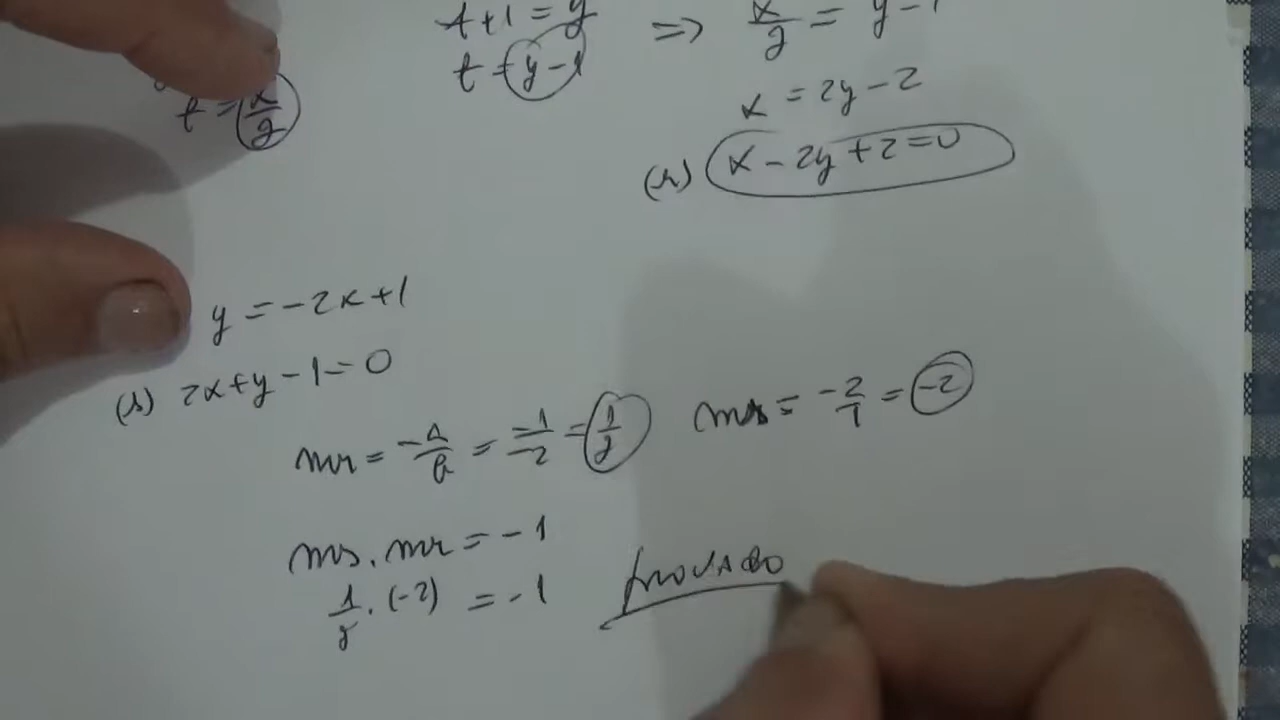 t+1=y => x/2 = y-1
t=y-1
t=x/2
x=2y-2
(r) x-2y+2=0
y=-2x+1
(s) 2x+y-1=0
mr=-a/b=-1/-2=1/2 ms=-2/1=-2
ms.mr=-1
1/2.(-2)=-1 PROVADO